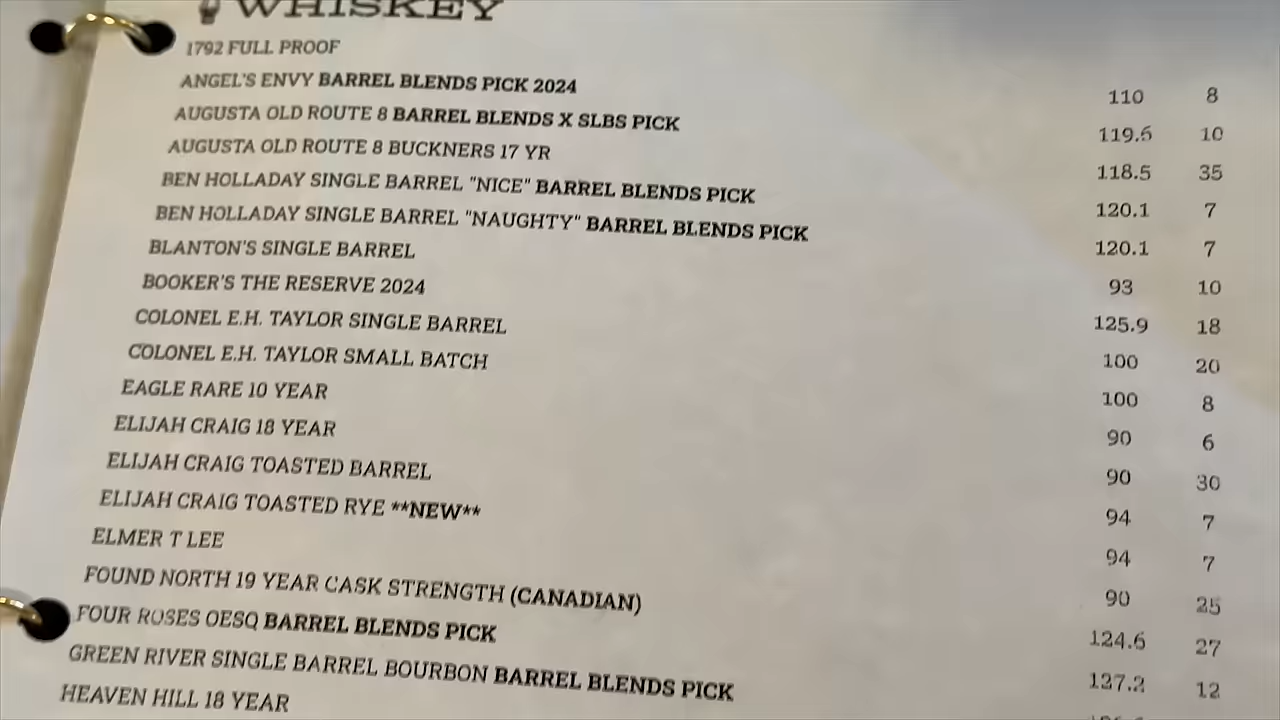 WHISKEY
1792 FULL PROOF
ANGEL'S ENVY BARREL BLENDS PICK 2024 110 8
AUGUSTA OLD ROUTE 8 BARREL BLENDS X SLBS PICK 119.6 10
AUGUSTA OLD ROUTE 8 BUCKNERS 17 YR 118.5 35
BEN HOLLADAY SINGLE BARREL "NICE" BARREL BLENDS PICK 120.1 7
BEN HOLLADAY SINGLE BARREL "NAUGHTY" BARREL BLENDS PICK 120.1 7
BLANTON'S SINGLE BARREL 93 10
BOOKER'S THE RESERVE 2024 125.9 18
COLONEL E.H. TAYLOR SINGLE BARREL 100 20
COLONEL E.H. TAYLOR SMALL BATCH 100 8
EAGLE RARE 10 YEAR 90 6
ELIJAH CRAIG 18 YEAR 90 30
ELIJAH CRAIG TOASTED BARREL 94 7
ELIJAH CRAIG TOASTED RYE **NEW** 94 7
ELMER T LEE 90 25
FOUND NORTH 19 YEAR CASK STRENGTH (CANADIAN) 124.6 27
FOUR ROSES OESQ BARREL BLENDS PICK 127.2 12
GREEN RIVER SINGLE BARREL BOURBON BARREL BLENDS PICK
HEAVEN HILL 18 YEAR